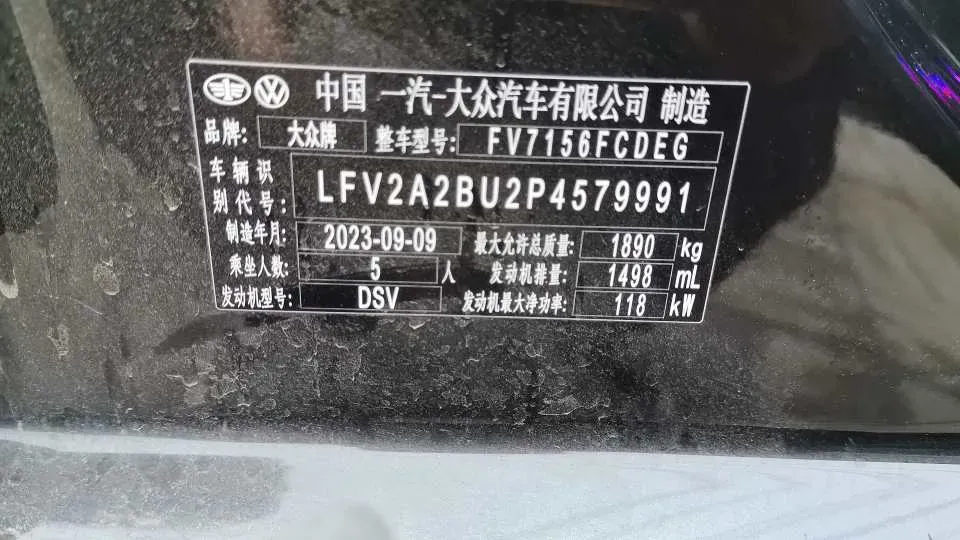 中国 一汽-大众汽车有限公司 制造
品牌: 大众牌 整车型号: FV7156FCDEG
车辆识别代号: LFV2A2BU2P4579991
制造年月: 2023-09-09 最大允许总质量: 1890 kg
乘坐人数: 5 人 发动机排量: 1498 mL
发动机型号: DSV 发动机最大净功率: 118 kW